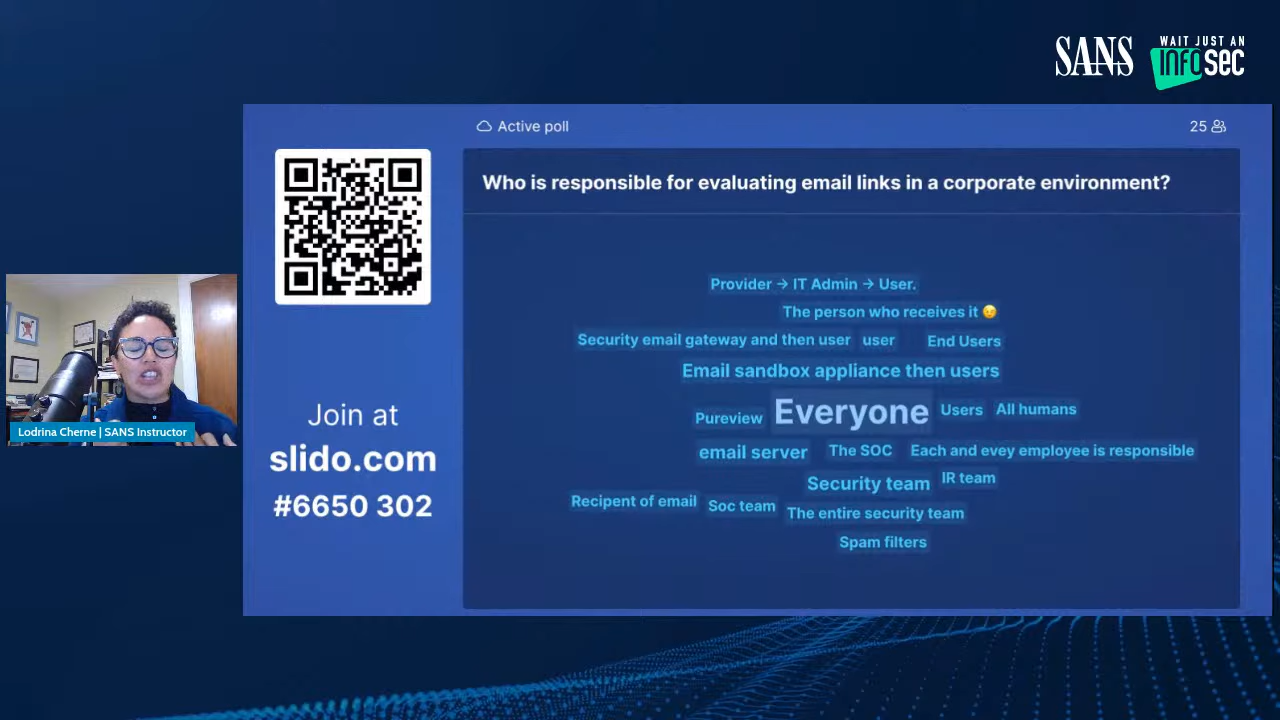 SANS
WAIT JUST AN
INFOSEC
Active poll
25
Who is responsible for evaluating email links in a corporate environment?
Provider → IT Admin → User.
The person who receives it 😉
Security email gateway and then user
user
End Users
Email sandbox appliance then users
Pureview
Everyone
Users
All humans
email server
The SOC
Each and evey employee is responsible
Security team
IR team
Recipent of email
Soc team
The entire security team
Spam filters
Join at
slido.com
#6650 302
Lodrina Cherne | SANS Instructor